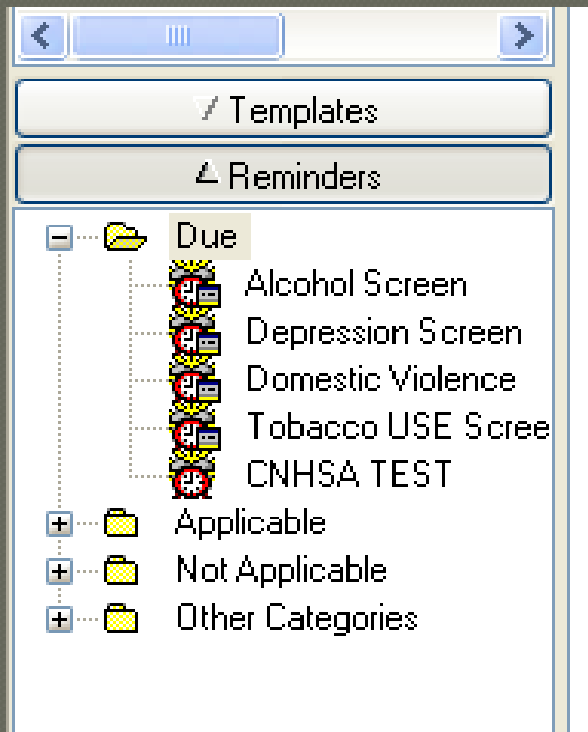 Templates
Reminders
Due
Alcohol Screen
Depression Screen
Domestic Violence
Tobacco USE Scree
CNHSA TEST
Applicable
Not Applicable
Other Categories